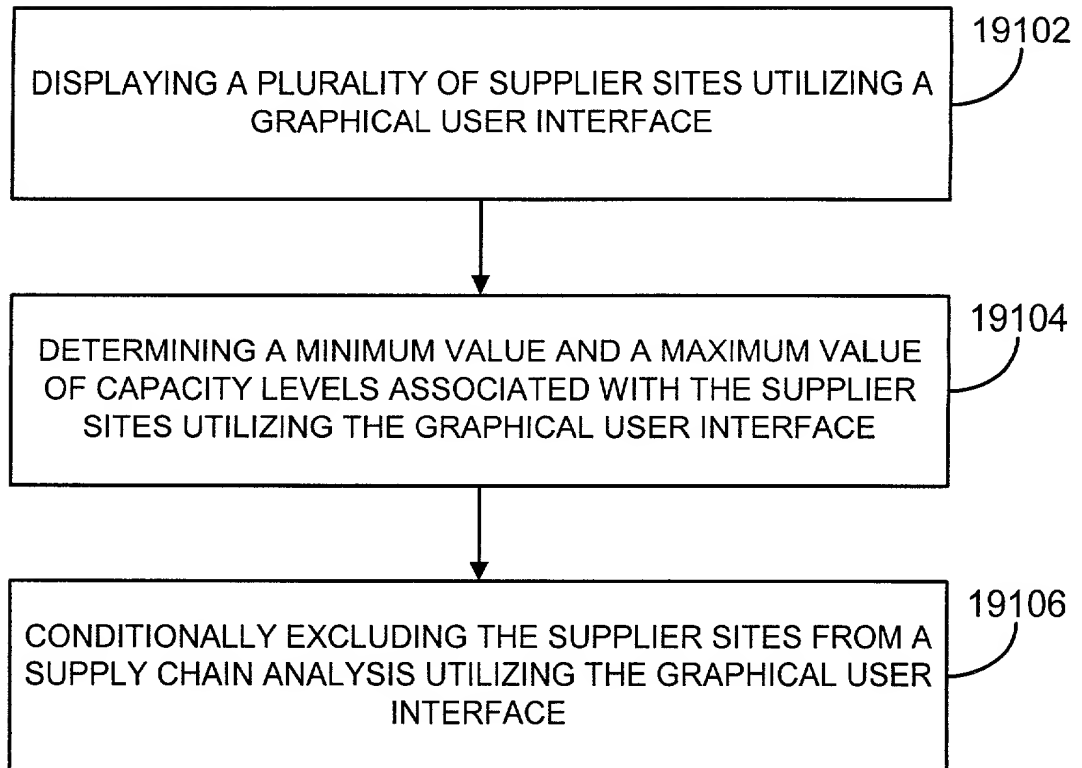 19102
DISPLAYING A PLURALITY OF SUPPLIER SITES UTILIZING A
GRAPHICAL USER INTERFACE
19104
DETERMINING A MINIMUM VALUE AND A MAXIMUM VALUE
OF CAPACITY LEVELS ASSOCIATED WITH THE SUPPLIER
SITES UTILIZING THE GRAPHICAL USER INTERFACE
19106
CONDITIONALLY EXCLUDING THE SUPPLIER SITES FROM A
SUPPLY CHAIN ANALYSIS UTILIZING THE GRAPHICAL USER
INTERFACE